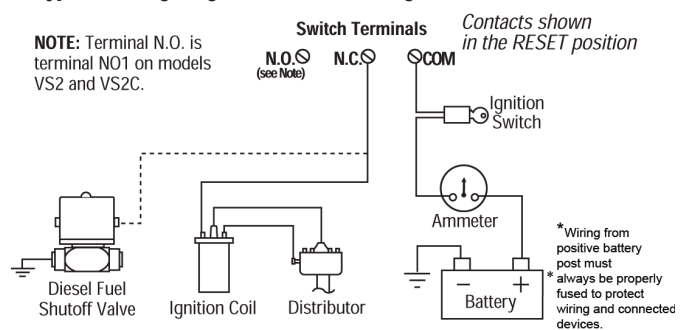 Switch Terminals
Contacts shown
in the RESET position
NOTE: Terminal N.O. is
terminal NO1 on models
VS2 and VS2C.
N.O.
(see Note)
N.C.
COM
Ignition
Switch
Ammeter
*Wiring from
positive battery
post must
* always be properly
fused to protect
wiring and connected
devices.
Diesel Fuel
Shutoff Valve
Ignition Coil
Distributor
− +
Battery